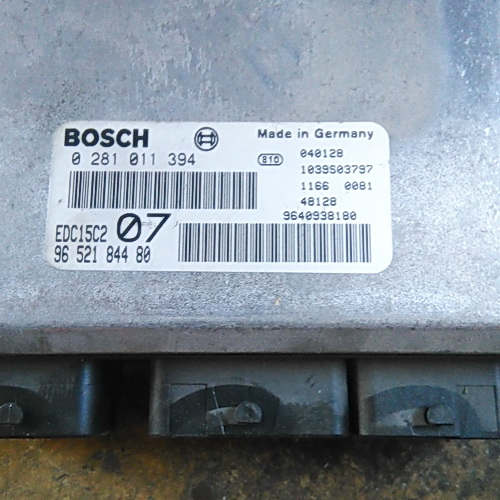 BOSCH
Made in Germany
0 281 011 394
810
040128
1039S03797
1166 0081
48128
9640938180
EDC15C2 07
96 521 844 80